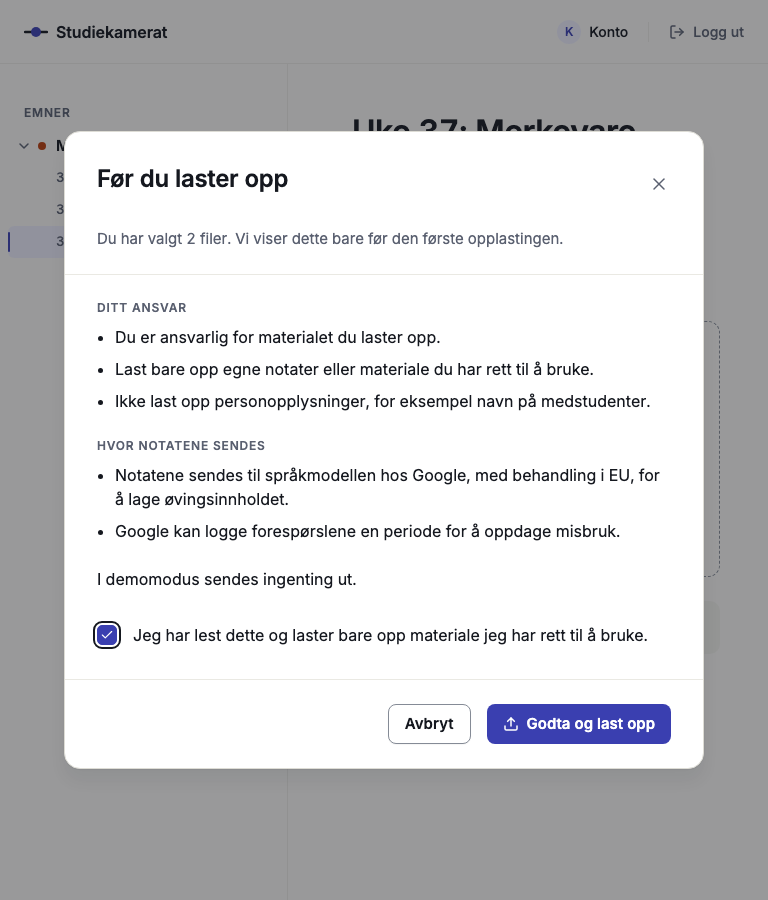 Studiekamerat
K Konto
Logg ut
EMNER
Før du laster opp
Du har valgt 2 filer. Vi viser dette bare før den første opplastingen.
DITT ANSVAR
• Du er ansvarlig for materialet du laster opp.
• Last bare opp egne notater eller materiale du har rett til å bruke.
• Ikke last opp personopplysninger, for eksempel navn på medstudenter.
HVOR NOTATENE SENDES
• Notatene sendes til språkmodellen hos Google, med behandling i EU, for
å lage øvingsinnholdet.
• Google kan logge forespørslene en periode for å oppdage misbruk.
I demomodus sendes ingenting ut.
Jeg har lest dette og laster bare opp materiale jeg har rett til å bruke.
Avbryt
Godta og last opp